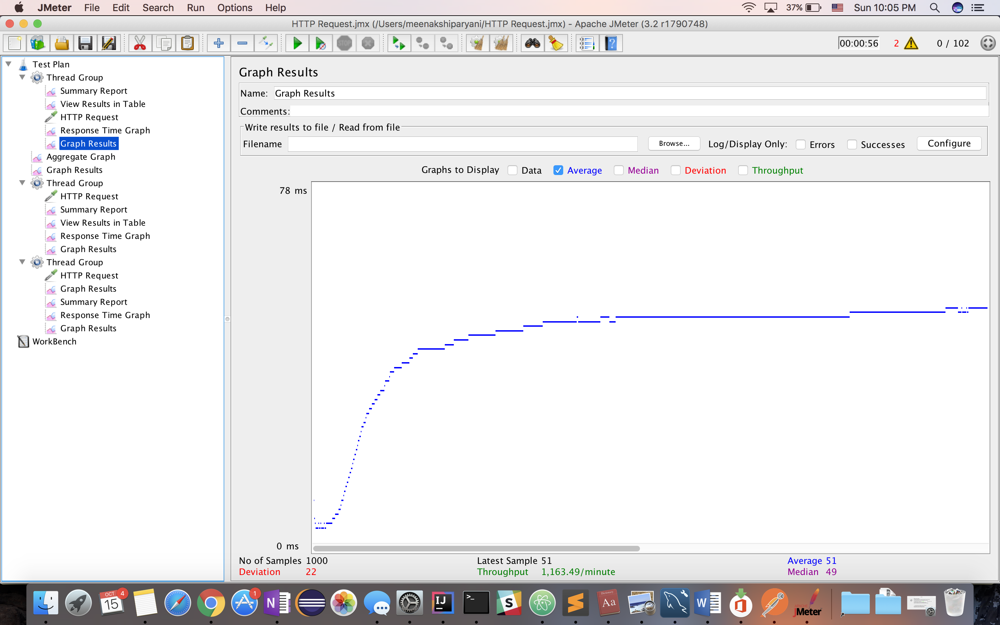 JMeter File Edit Search Run Options Help 37% Sun 10:05 PM
HTTP Request.jmx (/Users/meenakshiparyani/HTTP Request.jmx) - Apache JMeter (3.2 r1790748)
STOP 00:00:56 2 0 / 102
Test Plan
Thread Group
Summary Report
View Results in Table
HTTP Request
Response Time Graph
Graph Results
Aggregate Graph
Graph Results
Thread Group
HTTP Request
Summary Report
View Results in Table
Response Time Graph
Graph Results
Thread Group
HTTP Request
Graph Results
Summary Report
Response Time Graph
Graph Results
WorkBench
Graph Results
Name: Graph Results
Comments:
Write results to file / Read from file
Filename Browse... Log/Display Only: Errors Successes Configure
Graphs to Display Data Average Median Deviation Throughput
78 ms
0 ms
No of Samples 1000 Latest Sample 51 Average 51
Deviation 22 Throughput 1,163.49/minute Median 49
OCT 4
15
1
N
IJ
>_
S
Dictionary
Aa
W
APACHE
JMeter